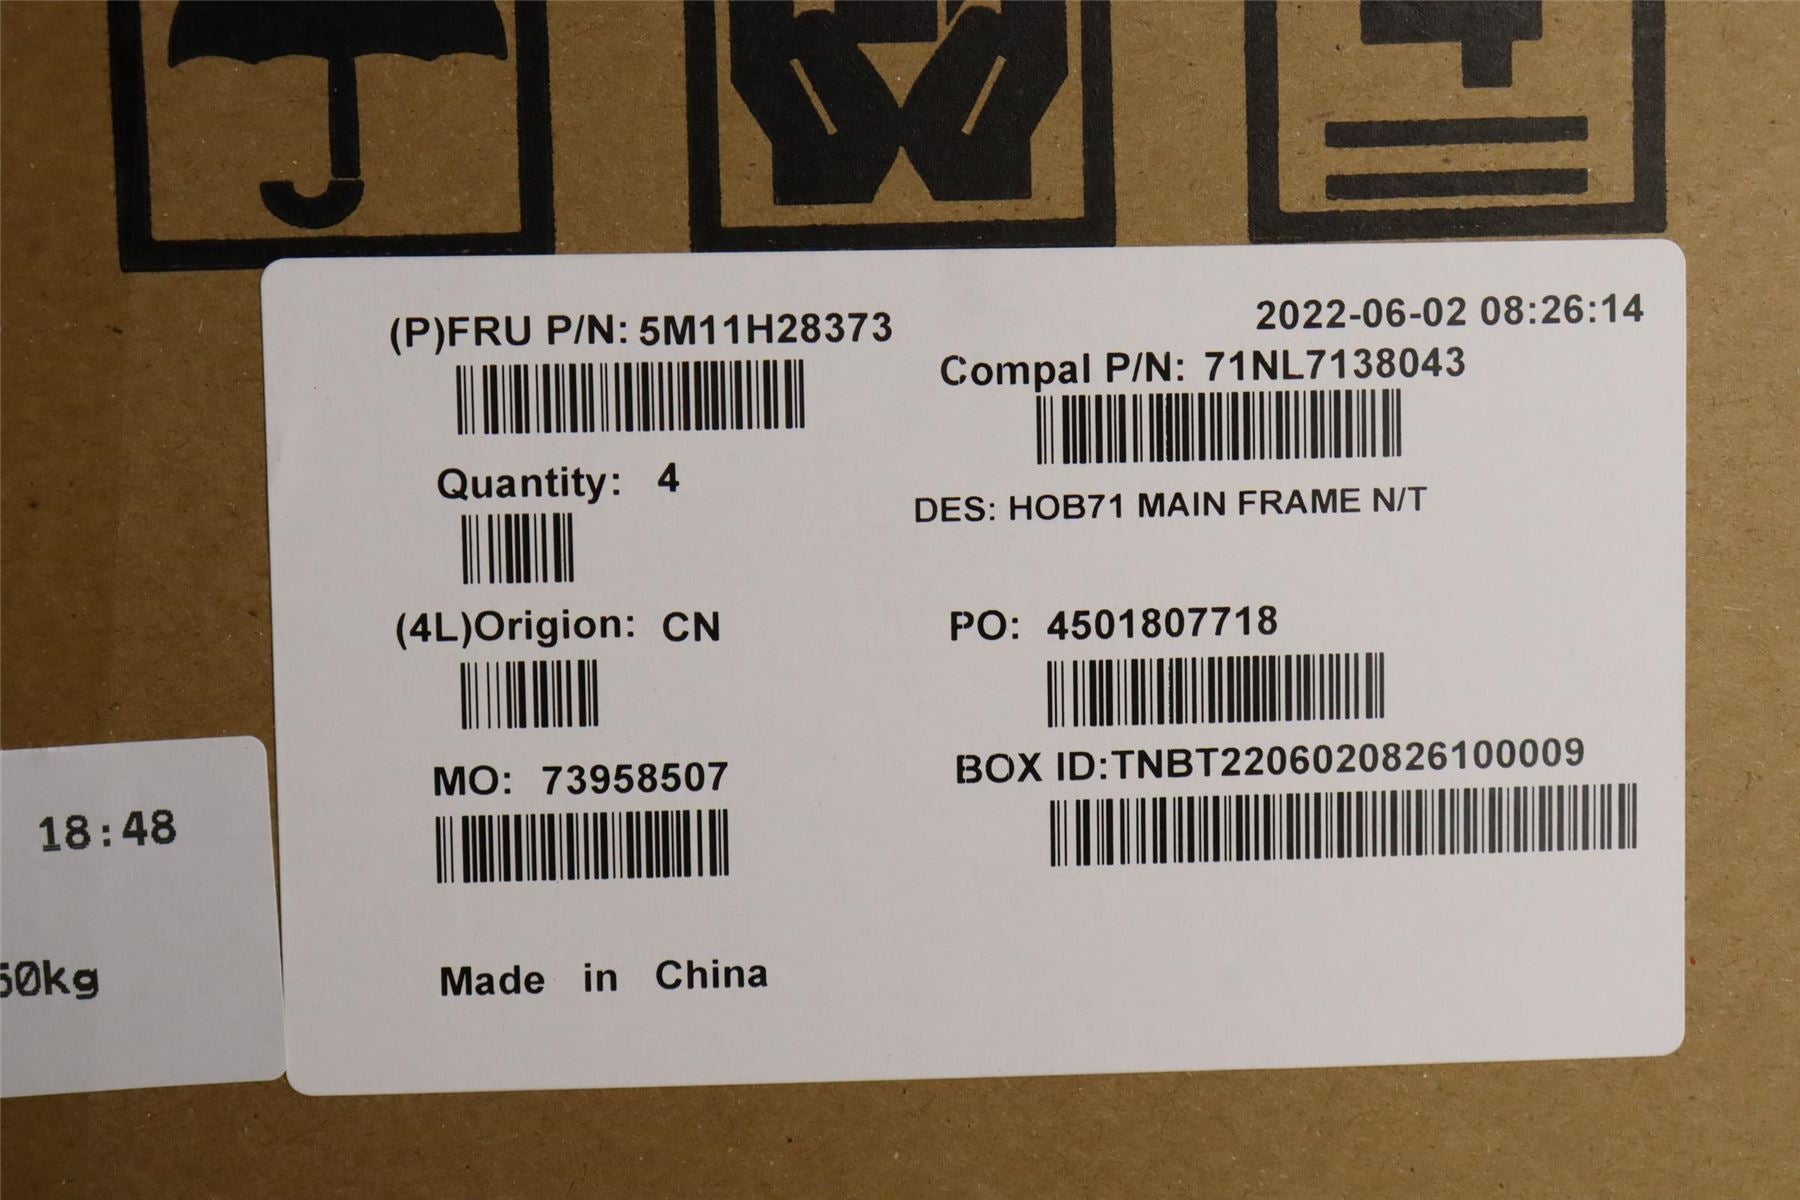 2022-06-02 08:26:14
(P)FRU P/N: 5M11H28373
Compal P/N: 71NL7138043
Quantity: 4
DES: HOB71 MAIN FRAME N/T
(4L)Origion: CN
PO: 4501807718
MO: 73958507
BOX ID:TNBT2206020826100009
Made in China
18:48
50kg